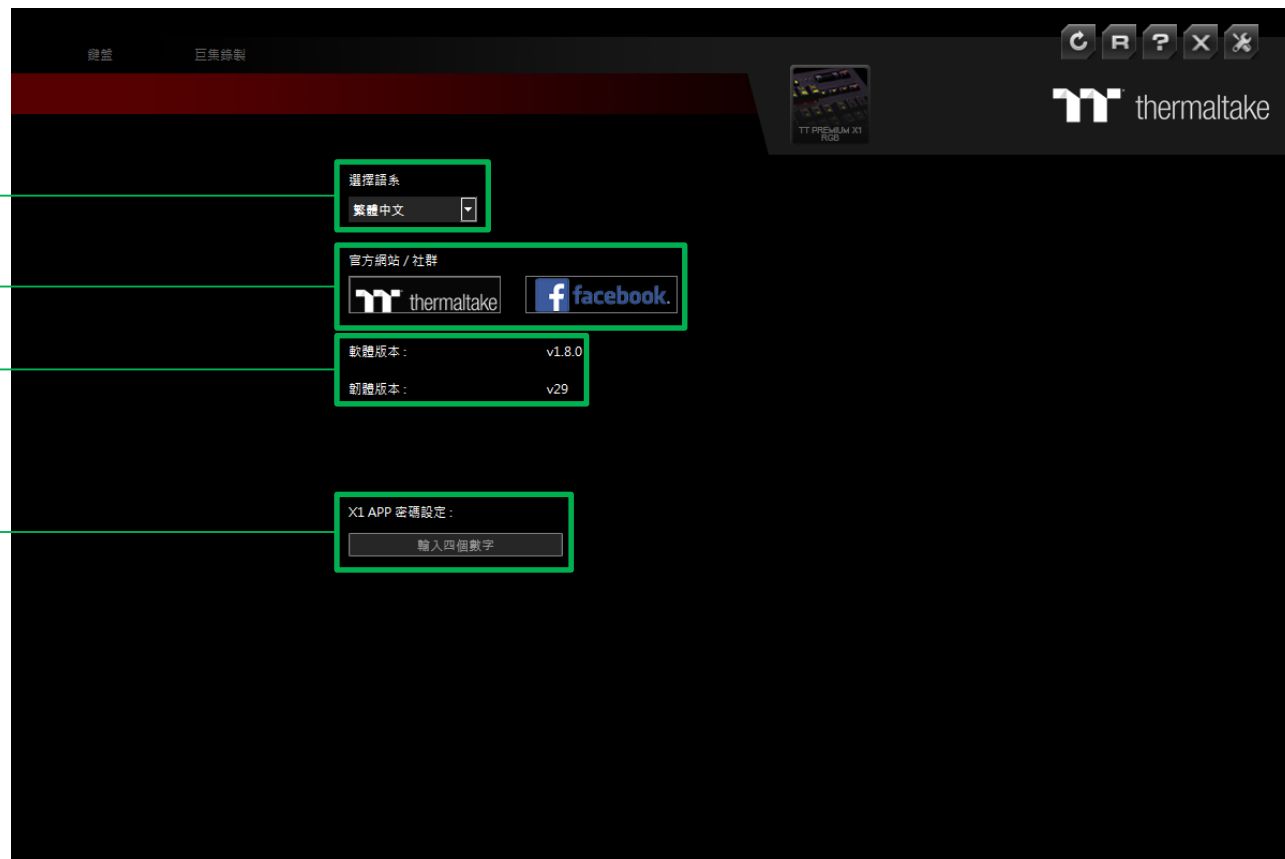 鍵盤 巨集錄製
R ? X
TT PREMIUM X1
RGB
thermaltake
選擇語系
繁體中文
官方網站 / 社群
thermaltake facebook.
軟體版本 : v1.8.0
韌體版本 : v29
X1 APP 密碼設定 :
輸入四個數字